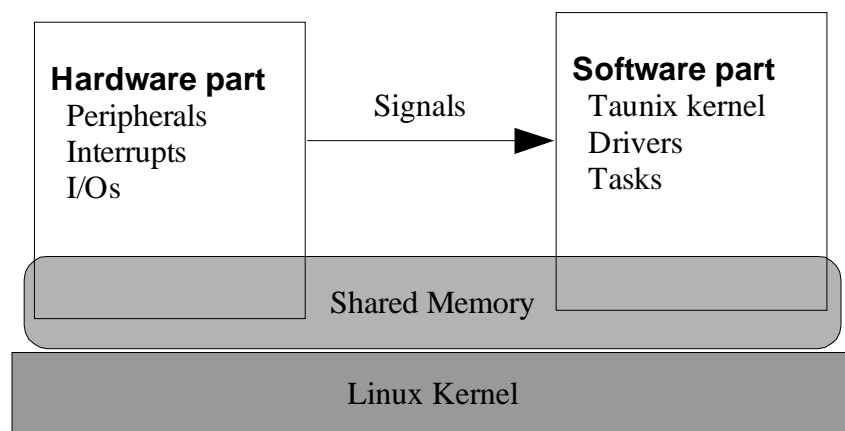 Hardware part
Peripherals
Interrupts
I/Os
Signals
Software part
Taunix kernel
Drivers
Tasks
Shared Memory
Linux Kernel